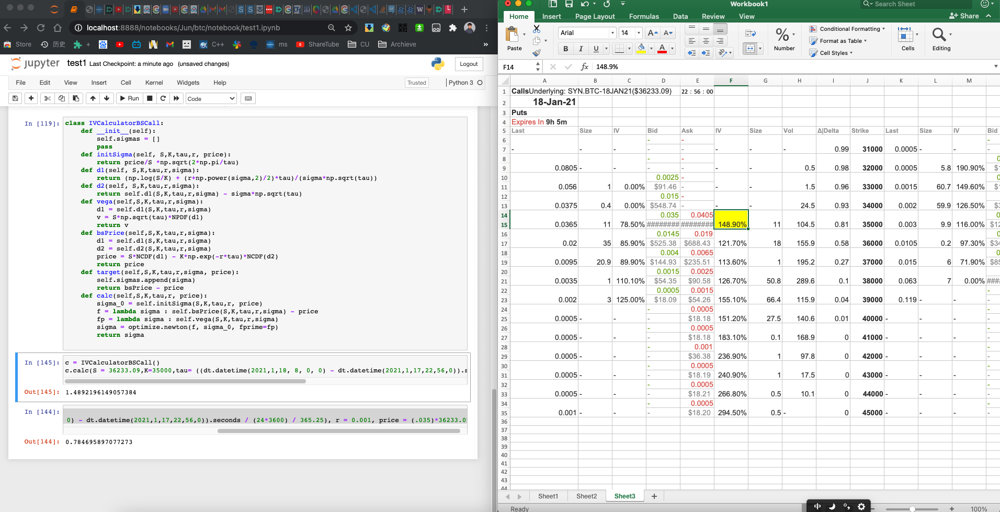 localhost:8888/notebooks/Jun/btc/notebook/test1.ipynb
Store 历史 + C++ ms ShareTube CU Archieve »
jupyter test1 Last Checkpoint: a minute ago (unsaved changes) Logout
File Edit View Insert Cell Kernel Widgets Help Trusted Python 3
Run Code
In [119]: class IVCalculatorBSCall:
def __init__(self):
self.sigmas = []
pass
def initSigma(self, S,K,tau,r, price):
return price/S *np.sqrt(2*np.pi/tau)
def d1(self, S,K,tau,r,sigma):
return (np.log(S/K) + (r+np.power(sigma,2)/2)*tau)/(sigma*np.sqrt(tau))
def d2(self, S,K,tau,r,sigma):
return self.d1(S,K,tau,r,sigma) - sigma*np.sqrt(tau)
def vega(self,S,K,tau,r,sigma):
d1 = self.d1(S,K,tau,r,sigma)
v = S*np.sqrt(tau)*NPDF(d1)
return v
def bsPrice(self,S,K,tau,r,sigma):
d1 = self.d1(S,K,tau,r,sigma)
d2 = self.d2(S,K,tau,r,sigma)
price = S*NCDF(d1) - K*np.exp(-r*tau)*NCDF(d2)
return price
def target(self,S,K,tau,r,sigma, price):
self.sigmas.append(sigma)
return bsPrice - price
def calc(self,S,K,tau,r, price):
sigma_0 = self.initSigma(S,K,tau,r, price)
f = lambda sigma : self.bsPrice(S,K,tau,r,sigma) - price
fp = lambda sigma : self.vega(S,K,tau,r,sigma)
sigma = optimize.newton(f, sigma_0, fprime=fp)
return sigma
In [145]: c = IVCalculatorBSCall()
c.calc(S = 36233.09,K=35000,tau= ((dt.datetime(2021,1,18, 8, 0, 0) - dt.datetime(2021,1,17,22,56,0)).s
Out[145]: 1.4892196149057384
In [144]:
0) - dt.datetime(2021,1,17,22,56,0)).seconds / (24*3600) / 365.25), r = 0.001, price = (.035)*36233.0
Out[144]: 0.784695897077273
Workbook1 Search Sheet
Home Insert Page Layout Formulas Data Review View Share
Paste Arial 14 A A B I U A % Number Conditional Formatting Format as Table Cell Styles Cells Editing
F14 fx 148.9%
A B C D E F G H I J K L M
1 CallsUnderlying: SYN.BTC-18JAN21($36233.09) 22 : 56 : 00
2 18-Jan-21
3 Puts
4 Expires In 9h 5m
5 Last Size IV Bid Ask IV Size Vol Δ|Delta Strike Last Size IV Bid
6 - - -
7 - - - - - - - - 0.99 31000 0.0005 - - -
8 - - 0
9 0.0805 - - - - - - 0.5 0.98 32000 0.0005 5.8 190.90% $
10 0.0025 - 0
11 0.056 1 0.00% $91.46 - - - 1.5 0.96 33000 0.0015 60.7 149.60% $
12 0.015 -
13 0.0375 0.4 0.00% $548.74 - - - 24.5 0.93 34000 0.002 59.9 126.50% $
14 0.035 0.0405 0
15 0.0365 11 78.50% ######## ######## 148.90% 11 104.5 0.81 35000 0.003 9.9 116.00% $12
16 0.0145 0.019 0
17 0.02 35 85.90% $525.38 $688.43 121.70% 18 155.9 0.58 36000 0.0105 0.2 97.30% $34
18 0.004 0.0065 0
19 0.0095 20.9 89.90% $144.93 $235.51 113.60% 1 195.2 0.27 37000 0.015 6 71.90% $85
20 0.0015 0.0025
21 0.0035 1 110.10% $54.35 $90.58 126.70% 50.8 289.6 0.1 38000 0.063 7 0.00% ###
22 0.0005 0.0015 -
23 0.002 3 125.00% $18.09 $54.26 155.10% 66.4 115.9 0.04 39000 0.119 - - -
24 - 0.0005 -
25 0.0005 - - - $18.18 151.20% 27.5 140.6 0.01 40000 - - - -
26 - 0.0005 -
27 0.0005 - - - $18.18 183.10% 0.1 168.9 0 41000 - - - -
28 - 0.001 -
29 0.0005 - - - $36.38 236.90% 1 97.8 0 42000 - - - -
30 - 0.0005 -
31 0.0005 - - - $18.19 240.90% 1 17.5 0 43000 - - - -
32 - 0.0005 -
33 0.0005 - - - $18.21 266.80% 0.5 10.1 0 44000 - - - -
34 - 0.0005 -
35 0.001 - - - $18.20 294.50% 0.5 - 0 45000 - - - -
36
37
38
39
40
41
42
43
44
Sheet1 Sheet2 Sheet3 +
Ready 中 + 100%